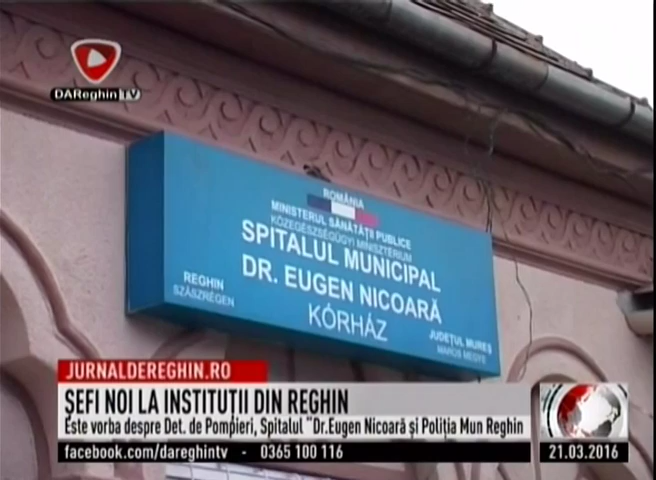 DAReghin TV
ROMÂNIA
MINISTERUL SĂNĂTĂȚII PUBLICE
KÖZEGÉSZSÉGÜGYI MINISZTÉRIUM
SPITALUL MUNICIPAL
DR. EUGEN NICOARĂ
KÓRHÁZ
REGHIN
SZÁSZRÉGEN
JUDEȚUL MUREȘ
MAROS MEGYE
JURNALDEREGHIN.RO
ȘEFI NOI LA INSTITUTII DIN REGHIN
Este vorba despre Det. de Pompieri, Spitalul "Dr.Eugen Nicoară și Poliția Mun Reghin
facebook.com/dareghintv - 0365 100 116
21.03.2016